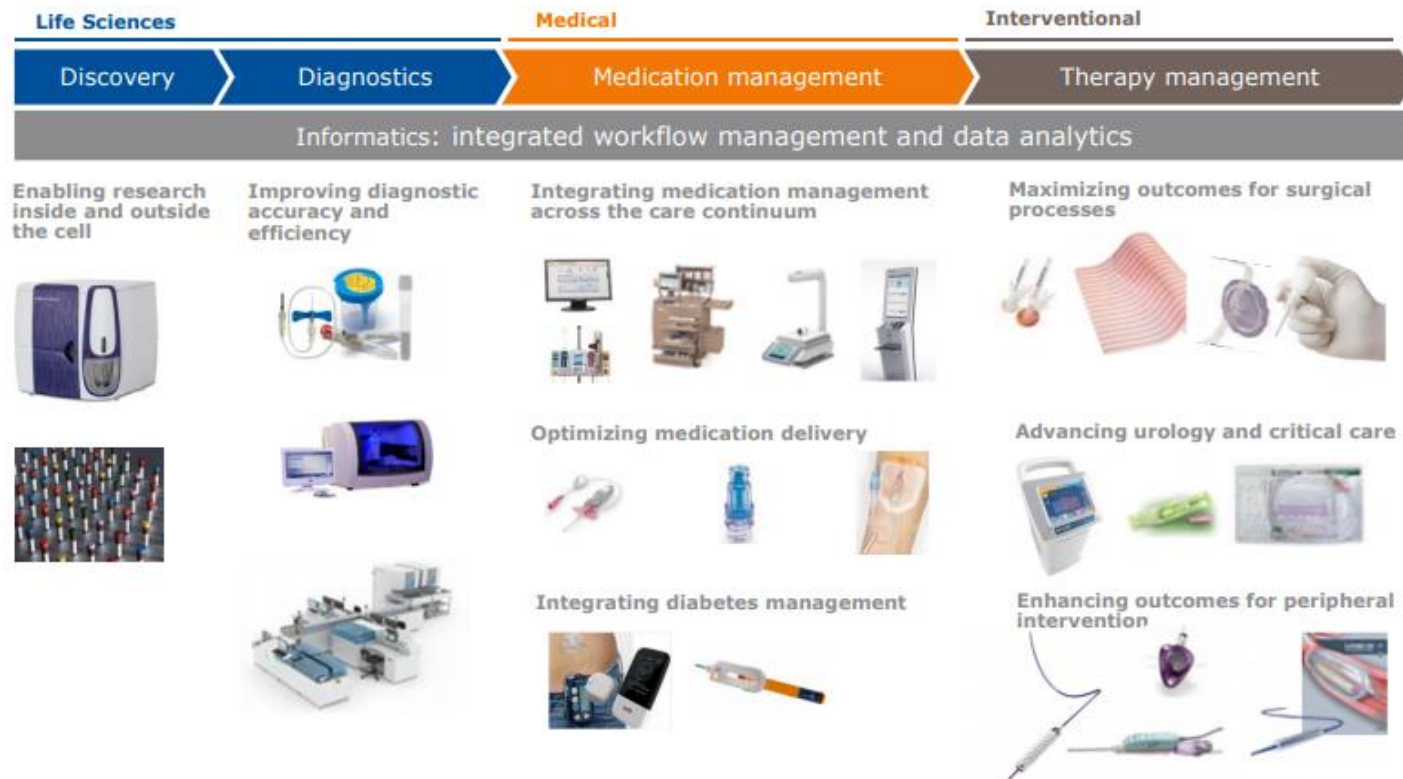 Life Sciences
Medical
Interventional
Discovery
Diagnostics
Medication management
Therapy management
Informatics: integrated workflow management and data analytics
Enabling research
inside and outside
the cell
Improving diagnostic
accuracy and
efficiency
Integrating medication management
across the care continuum
Optimizing medication delivery
Integrating diabetes management
Maximizing outcomes for surgical
processes
Advancing urology and critical care
Enhancing outcomes for peripheral
intervention